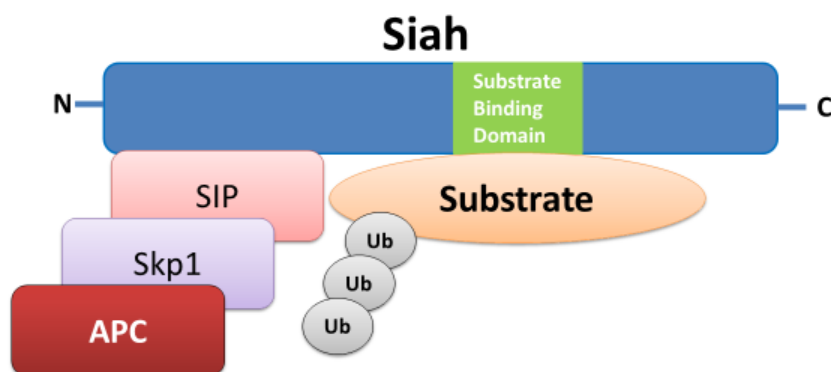 Siah
N
Substrate
Binding
Domain
C
SIP
Substrate
Skp1
Ub
Ub
APC
Ub